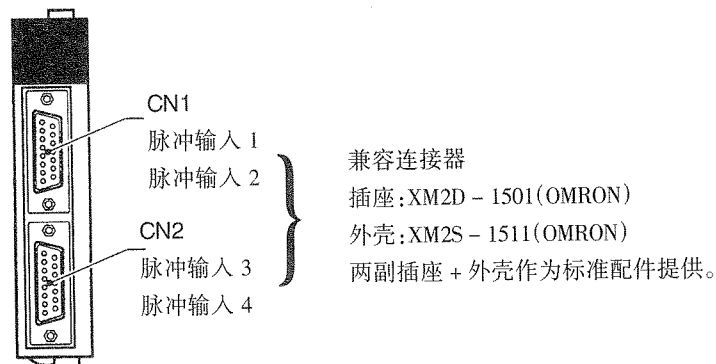 CN1
脉冲输入 1
脉冲输入 2
CN2
脉冲输入 3
脉冲输入 4
兼容连接器
插座:XM2D－1501(OMRON)
外壳:XM2S－1511(OMRON)
两副插座＋外壳作为标准配件提供。